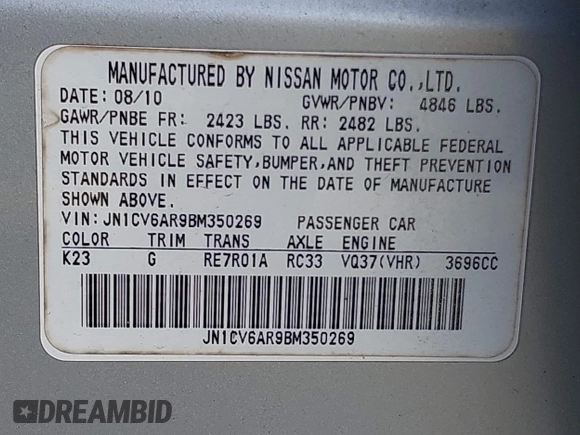 MANUFACTURED BY NISSAN MOTOR CO.,LTD.
DATE: 08/10 GVWR/PNBV: 4846 LBS.
GAWR/PNBE FR: 2423 LBS. RR: 2482 LBS.
THIS VEHICLE CONFORMS TO ALL APPLICABLE FEDERAL
MOTOR VEHICLE SAFETY,BUMPER,AND THEFT PREVENTION
STANDARDS IN EFFECT ON THE DATE OF MANUFACTURE
SHOWN ABOVE.
VIN:JN1CV6AR9BM350269 PASSENGER CAR
COLOR TRIM TRANS AXLE ENGINE
K23 G RE7R01A RC33 VQ37(VHR) 3696CC
JN1CV6AR9BM350269
DREAMBID